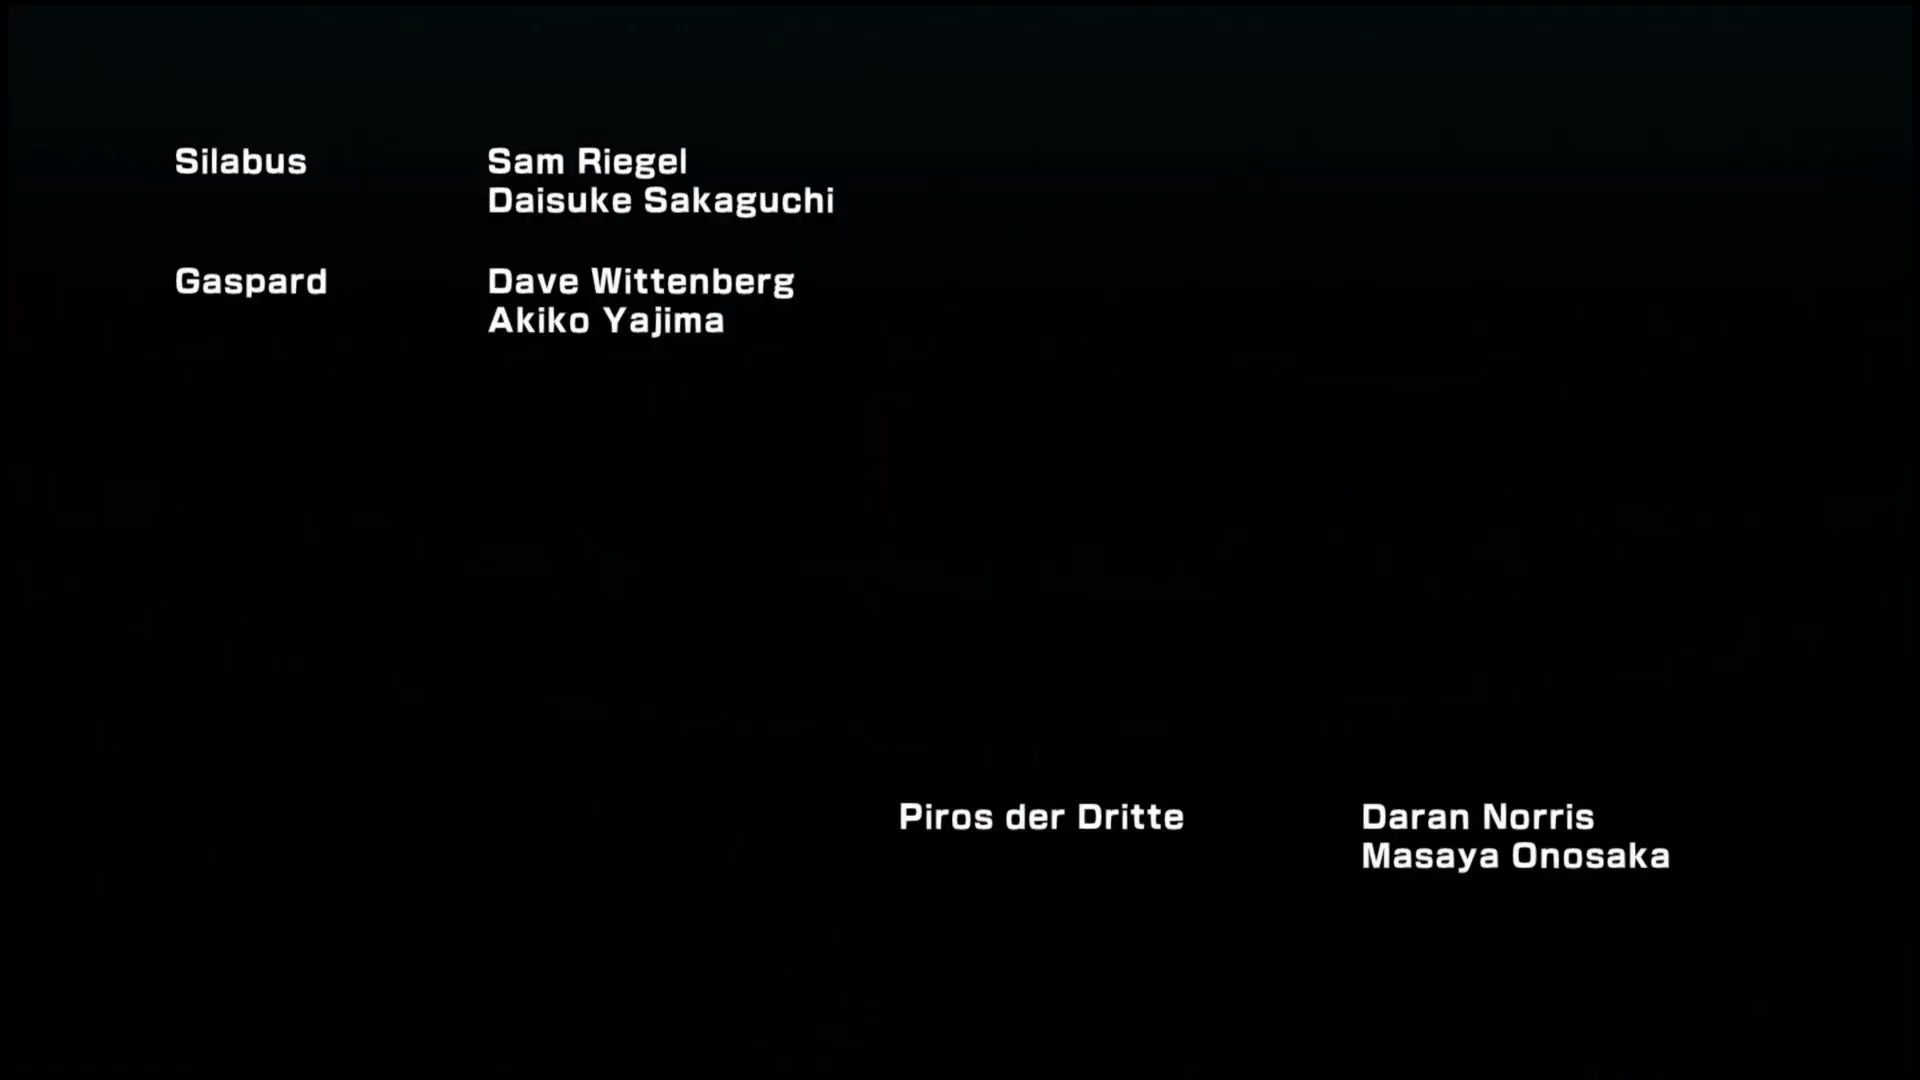 Silabus Sam Riegel
Daisuke Sakaguchi
Gaspard Dave Wittenberg
Akiko Yajima
Piros der Dritte Daran Norris
Masaya Onosaka